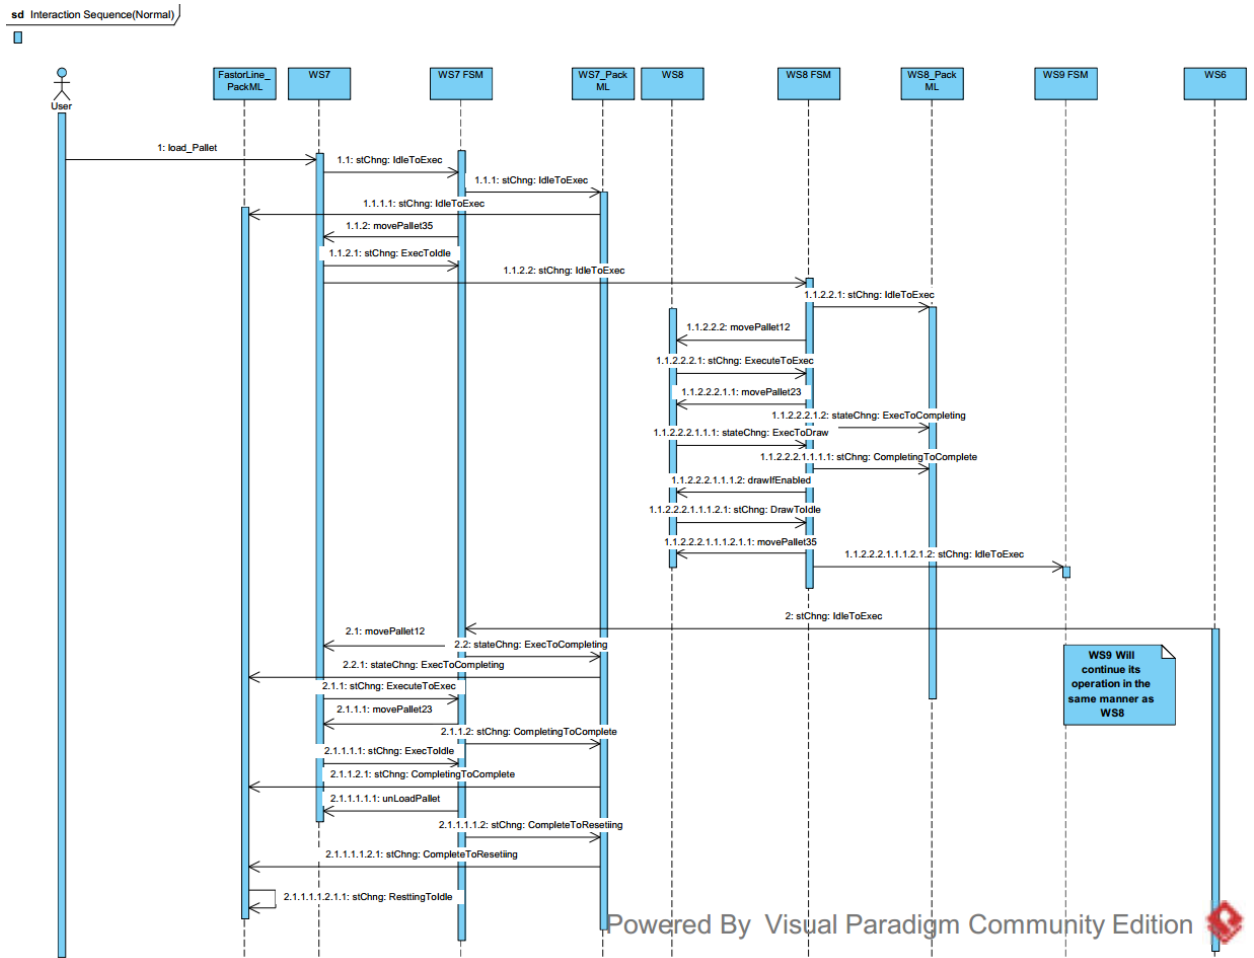 sd Interaction Sequence(Normal)
User
FastorLine_
PackML
WS7
WS7 FSM
WS7_Pack
ML
WS8
WS8 FSM
WS8_Pack
ML
WS9 FSM
WS6
1: load_Pallet
1.1: stChng: IdleToExec
1.1.1: stChng: IdleToExec
1.1.1.1: stChng: IdleToExec
1.1.2: movePallet35
1.1.2.1: stChng: ExecToIdle
1.1.2.2: stChng: IdleToExec
1.1.2.2.1: stChng: IdleToExec
1.1.2.2.2: movePallet12
1.1.2.2.2.1: stChng: ExecuteToExec
1.1.2.2.2.1.1: movePallet23
1.1.2.2.2.1.2: stateChng: ExecToCompleting
1.1.2.2.2.1.1.1: stateChng: ExecToDraw
1.1.2.2.2.1.1.1.1: stChng: CompletingToComplete
1.1.2.2.2.1.1.1.2: drawIfEnabled
1.1.2.2.2.1.1.1.2.1: stChng: DrawToIdle
1.1.2.2.2.1.1.1.2.1.1: movePallet35
1.1.2.2.2.1.1.1.2.1.2: stChng: IdleToExec
2: stChng: IdleToExec
2.1: movePallet12
2.2: stateChng: ExecToCompleting
2.2.1: stateChng: ExecToCompleting
2.1.1: stChng: ExecuteToExec
2.1.1.1: movePallet23
2.1.1.2: stChng: CompletingToComplete
2.1.1.1.1: stChng: ExecToIdle
2.1.1.2.1: stChng: CompletingToComplete
2.1.1.1.1.1: unLoadPallet
2.1.1.1.1.2: stChng: CompleteToResetiing
2.1.1.1.1.2.1: stChng: CompleteToResetiing
2.1.1.1.1.2.1.1: stChng: ResttingToIdle
WS9 Will
continue its
operation in the
same manner as
WS8
Powered By Visual Paradigm Community Edition